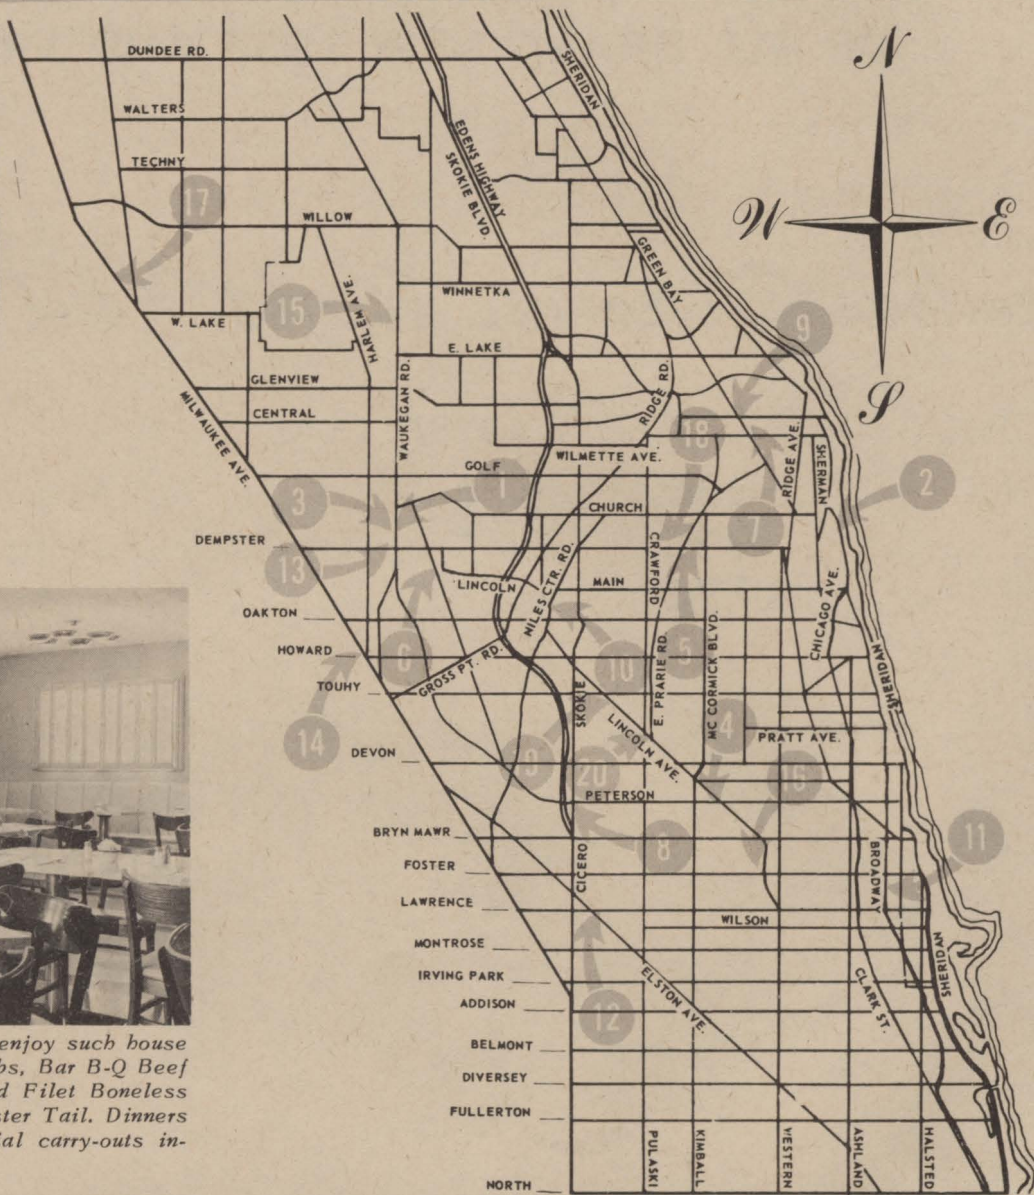 N
W
E
S
DUNDEE RD.
SHERIDAN
WALTERS
EDENS HIGHWAY
SKOKIE BLVD.
TECHNY
17
WILLOW
GREEN BAY
WINNETKA
HARLEM AVE.
15
W. LAKE
9
E. LAKE
GLENVIEW
WAUKEGAN RD.
RIDGE RD.
CENTRAL
MILWAUKEE AVE.
18
WILMETTE AVE.
RIDGE AVE.
SHERMAN
GOLF
3
1
2
CHURCH
7
DEMPSTER
13
NILES CTR. RD.
CRAWFORD
LINCOLN
MAIN
CHICAGO AVE.
OAKTON
HOWARD
6
GROSS PT. RD.
10
5
E. PRARIE RD.
MC CORMICK BLVD.
SHERIDAN
TOUHY
SKOKIE
14
LINCOLN AVE.
4
PRATT AVE.
DEVON
20
16
PETERSON
BRYN MAWR
8
11
FOSTER
CICERO
BROADWAY
LAWRENCE
WILSON
MONTROSE
SHERIDAN
IRVING PARK
ELSTON AVE.
CLARK ST.
ADDISON
12
BELMONT
DIVERSEY
FULLERTON
PULASKI
KIMBALL
WESTERN
ASHLAND
HALSTED
NORTH
enjoy such house
bs, Bar B-Q Beef
d Filet Boneless
ster Tail. Dinners
ial carry-outs in-